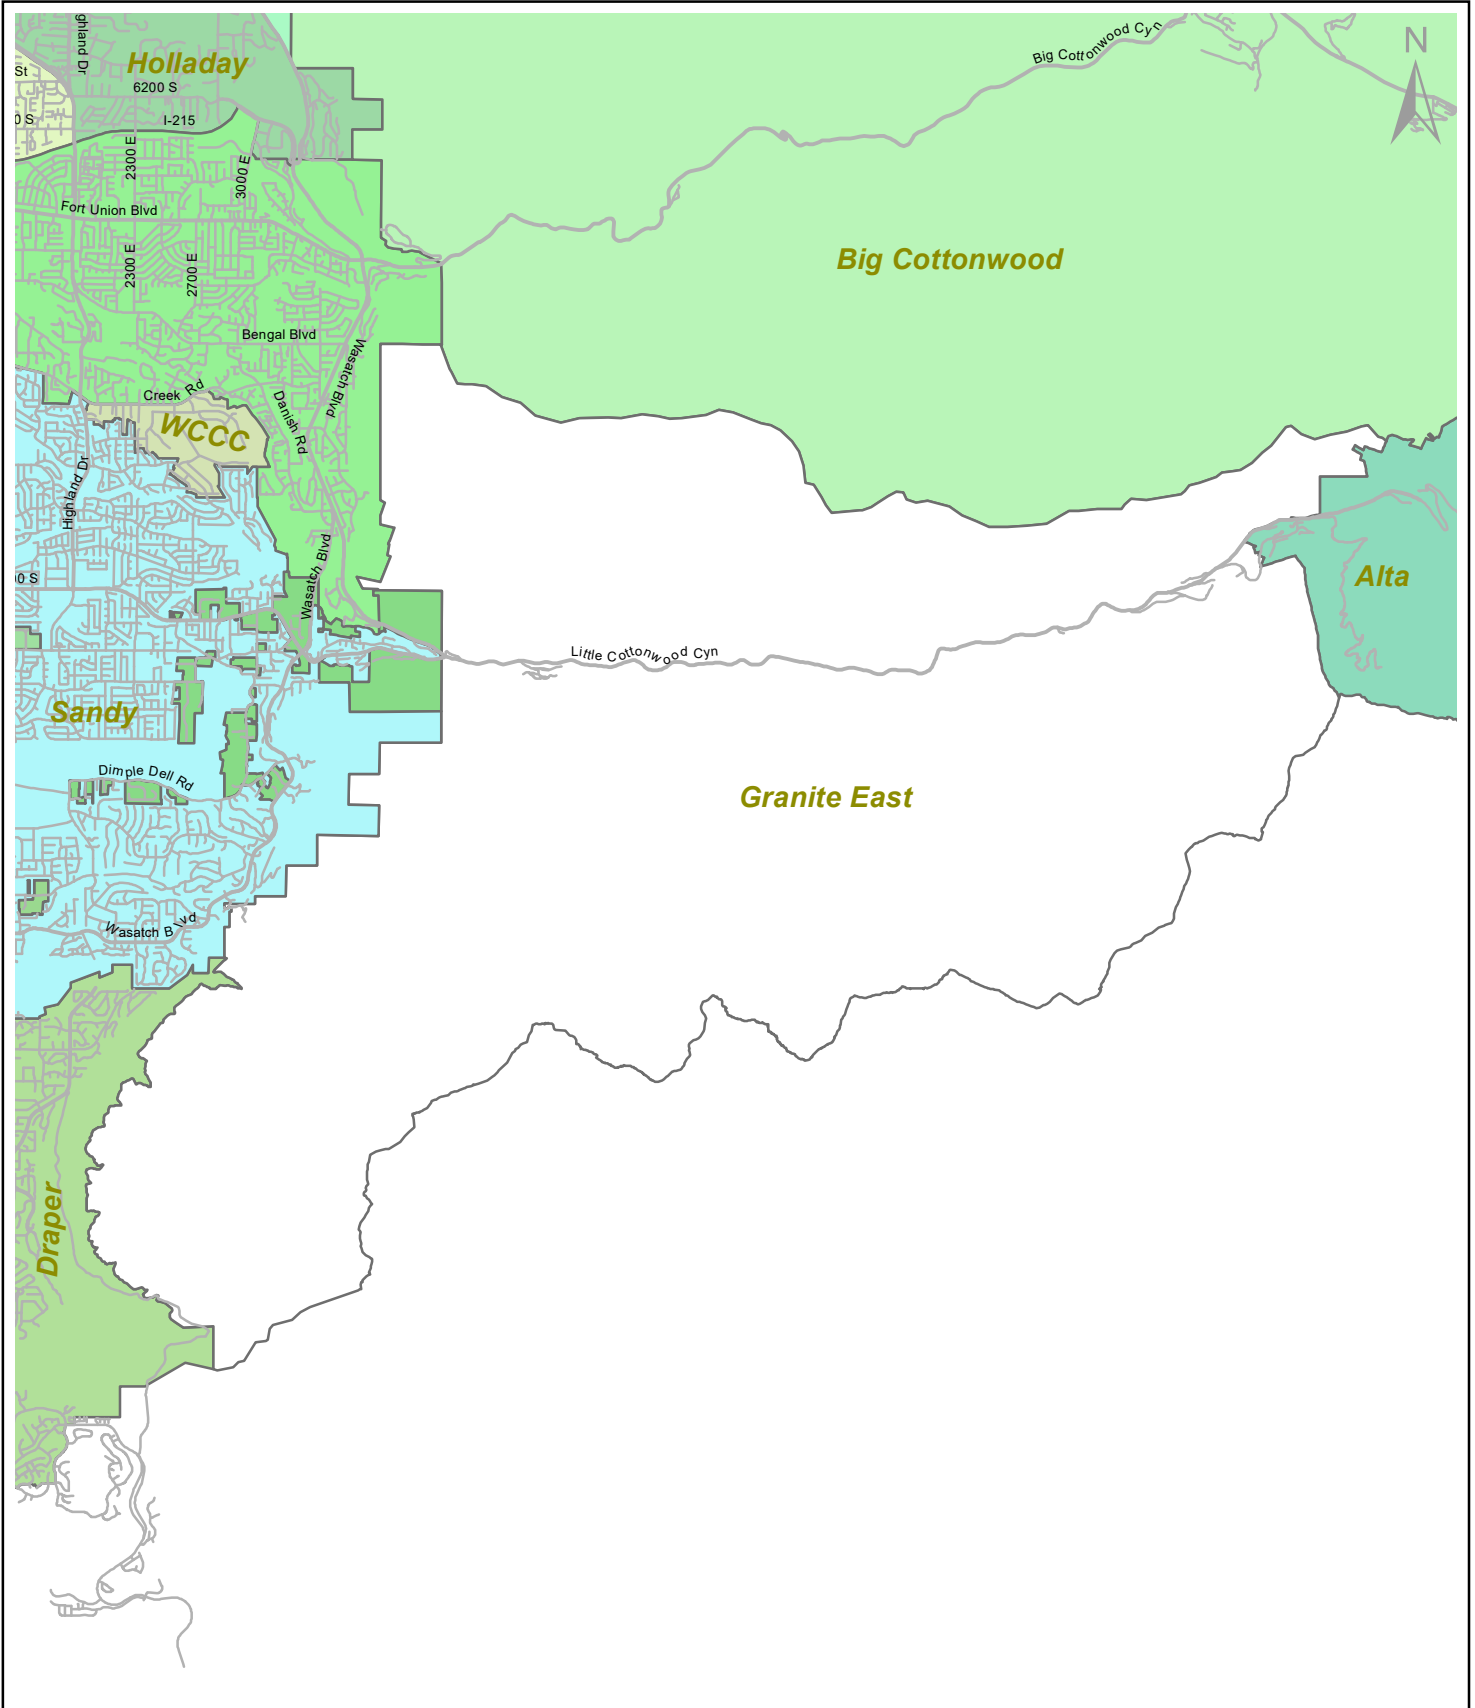 Big Cottonwood Cyn
N
ghland Dr
Holladay
St
6200 S
0 S
I-215
2300 E
3000 E
Fort Union Blvd
Big Cottonwood
2300 E
2700 E
Bengal Blvd
Wasatch Blvd
Creek Rd
Danish Rd
WCCC
Highland Dr
Wasatch Blvd
00 S
Alta
Little Cottonwood Cyn
Sandy
Dimple Dell Rd
Granite East
Wasatch Blvd
Draper